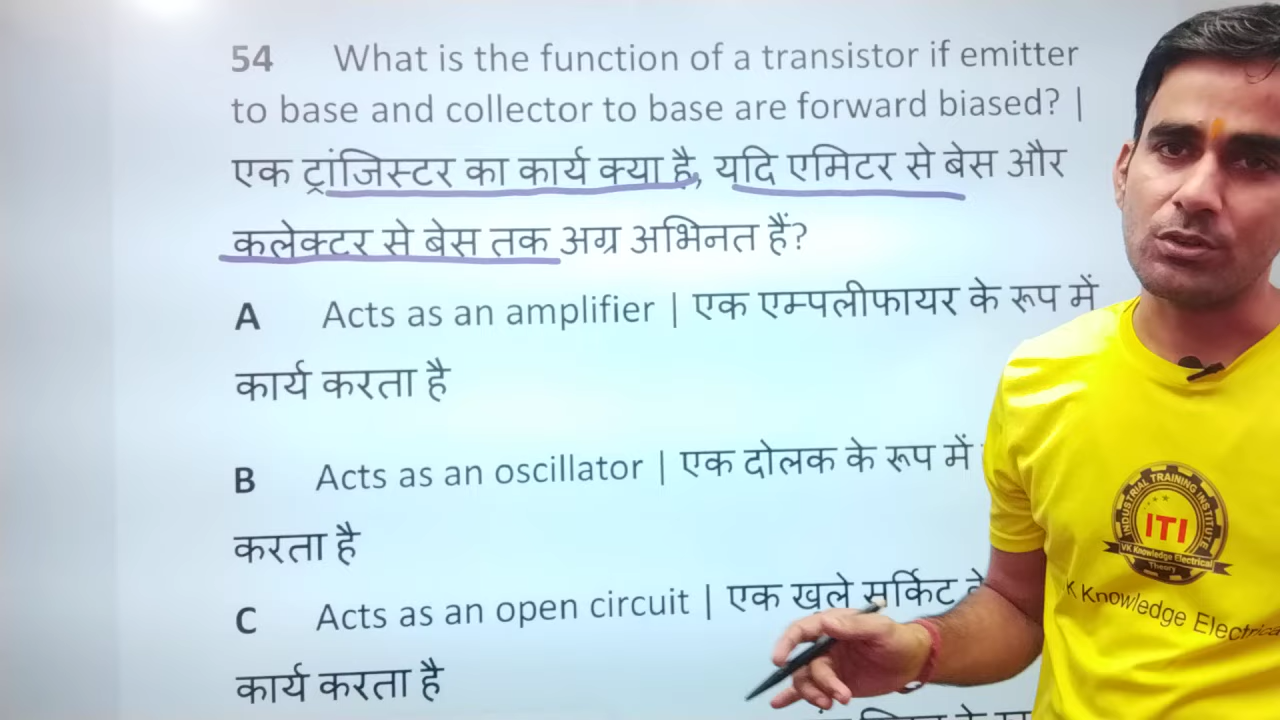 54 What is the function of a transistor if emitter
to base and collector to base are forward biased? |
एक ट्रांजिस्टर का कार्य क्या है, यदि एमिटर से बेस और
कलेक्टर से बेस तक अग्र अभिनत हैं?
A Acts as an amplifier | एक एम्पलीफायर के रूप में
कार्य करता है
B Acts as an oscillator | एक दोलक के रूप में
करता है
C Acts as an open circuit | एक खुले सर्किट
कार्य करता है
INDUSTRIAL TRAINING INSTITUTE
ITI
VK Knowledge Electrical
Theory
K Knowledge Electrica